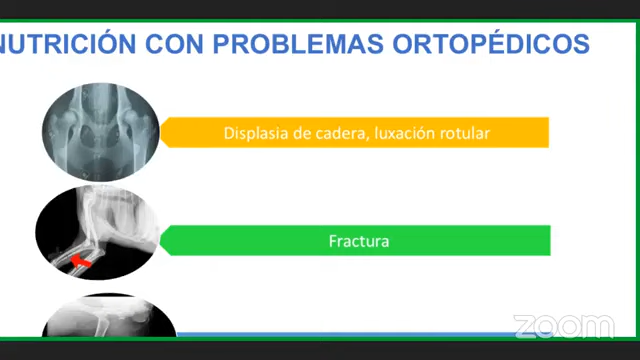 NUTRICIÓN CON PROBLEMAS ORTOPÉDICOS
Displasia de cadera, luxación rotular
Fractura
zoom